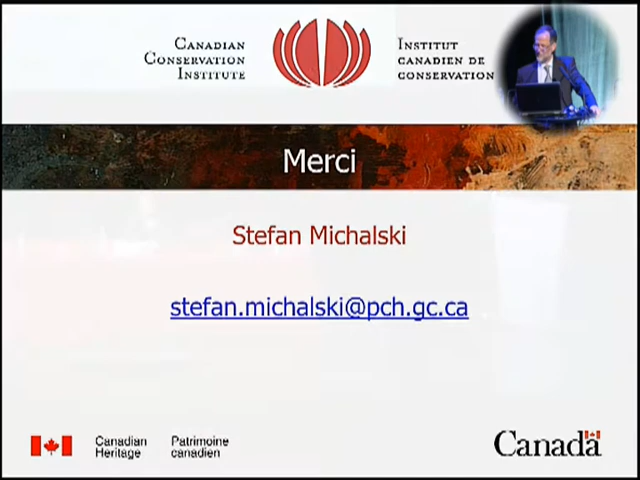 CANADIAN
CONSERVATION
INSTITUTE
INSTITUT
CANADIEN DE
CONSERVATION
Merci
Stefan Michalski
stefan.michalski@pch.gc.ca
Canadian
Heritage
Patrimoine
canadien
Canada